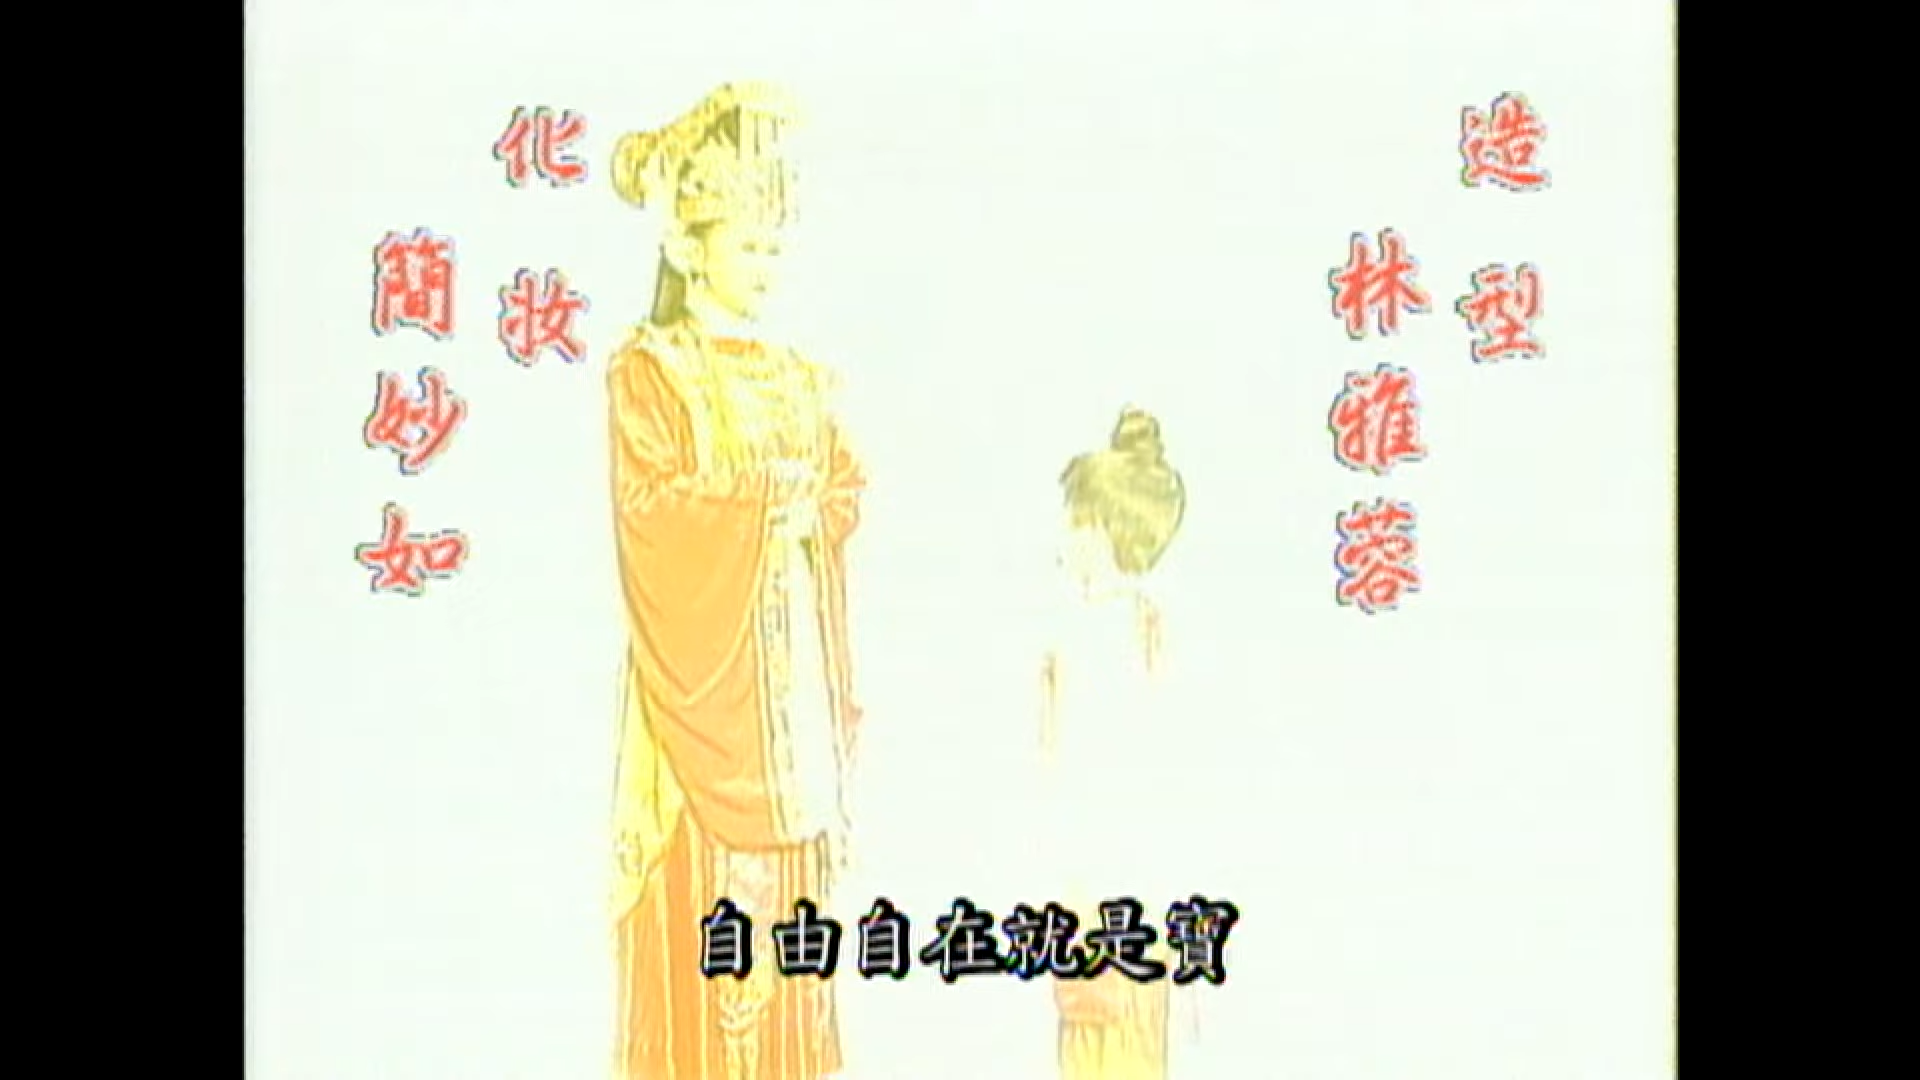 造型
林雅蓉
化妝
簡妙如
自由自在就是寶